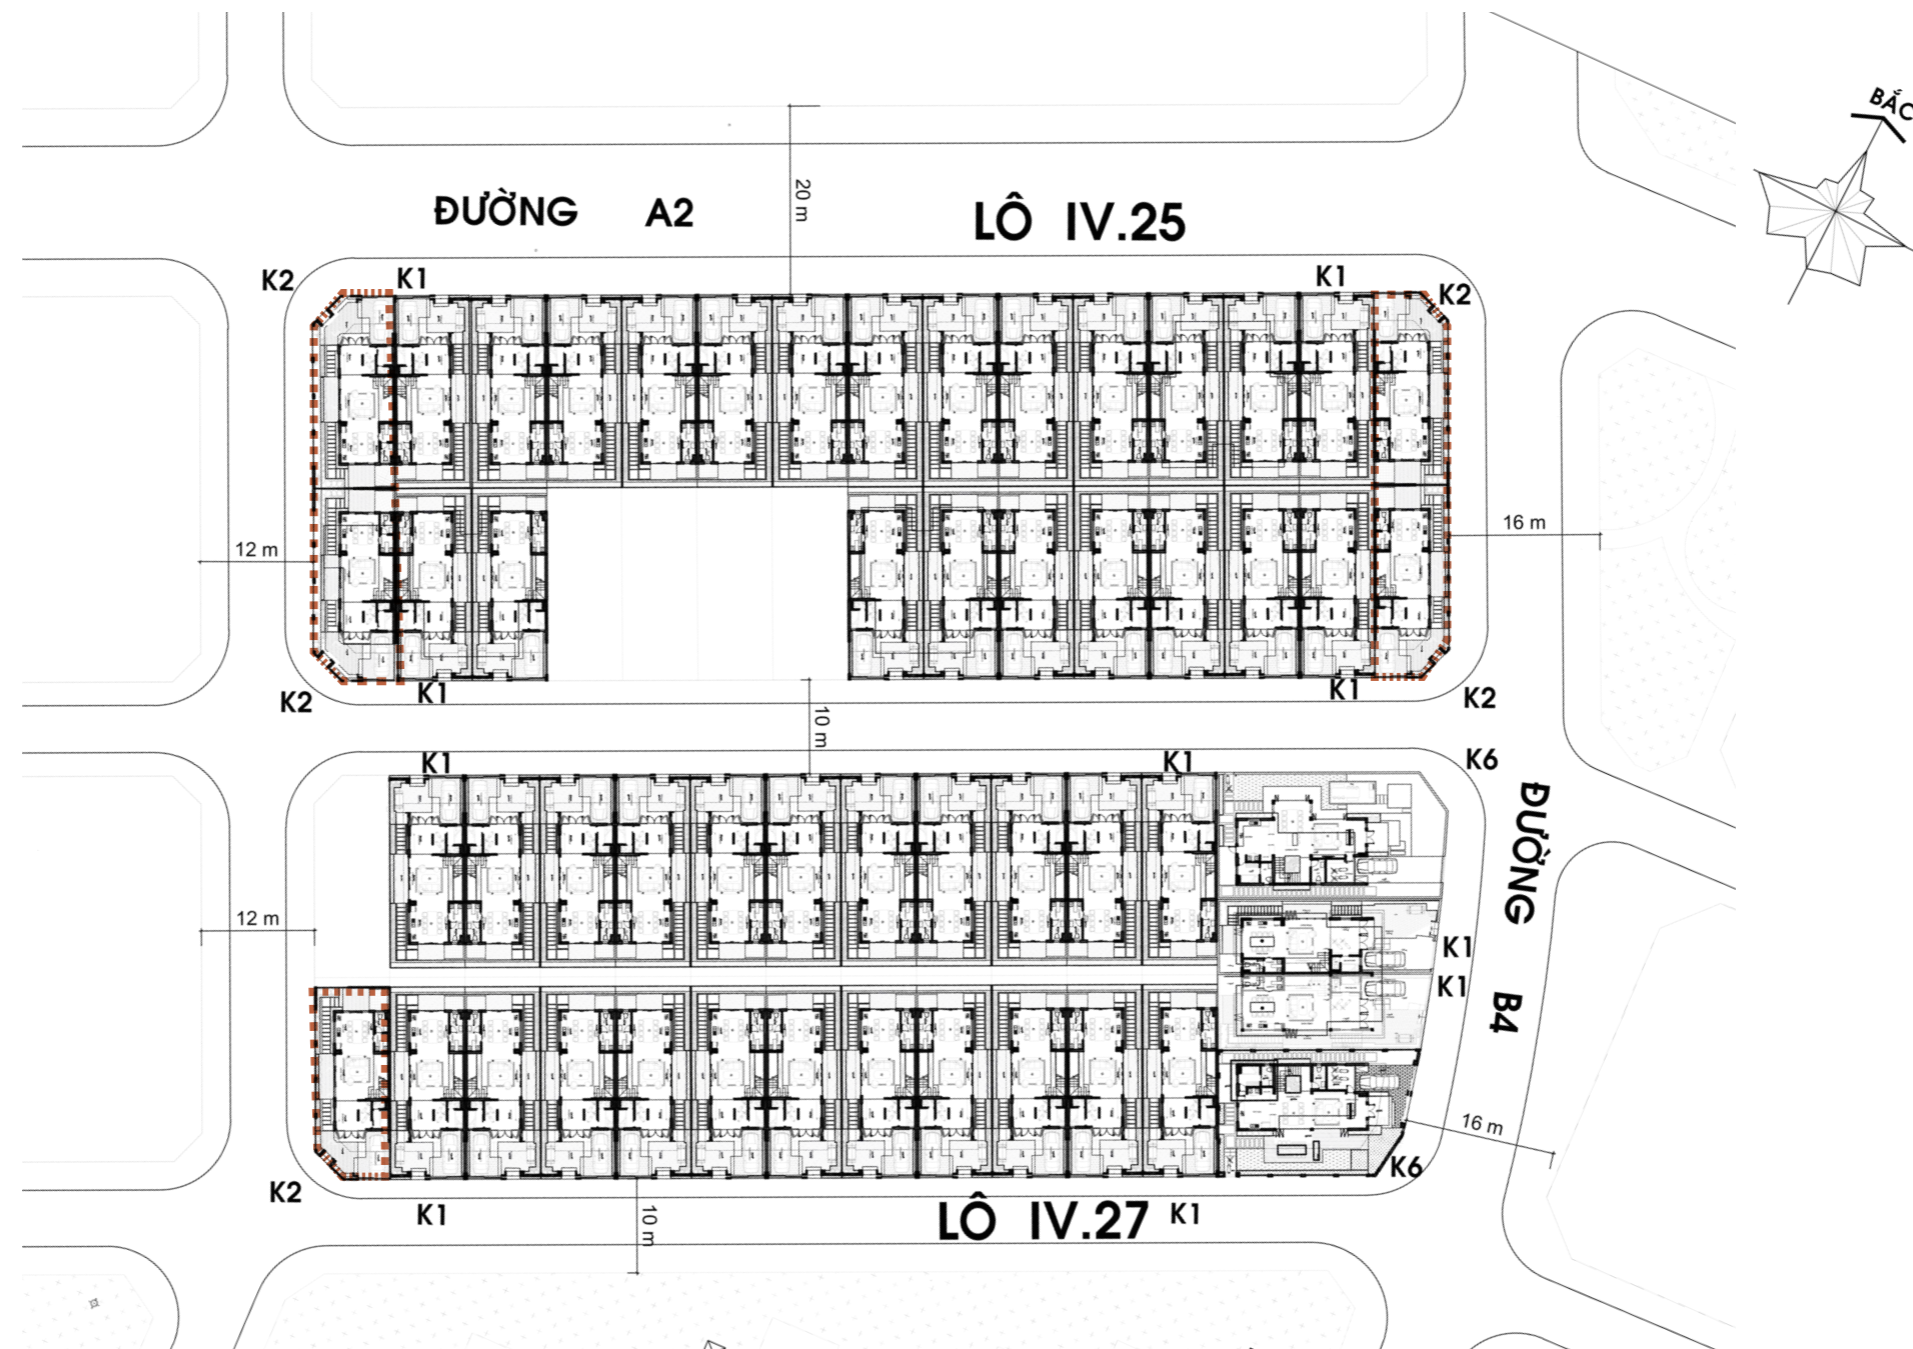 BẮC
20 m
ĐƯỜNG A2
LÔ IV.25
K2
K1
K1
K2
12 m
16 m
K2
K1
K1
K2
10 m
K1
K1
K6
ĐƯỜNG B4
12 m
K1
K1
16 m
K6
K2
K1
10 m
LÔ IV.27
K1